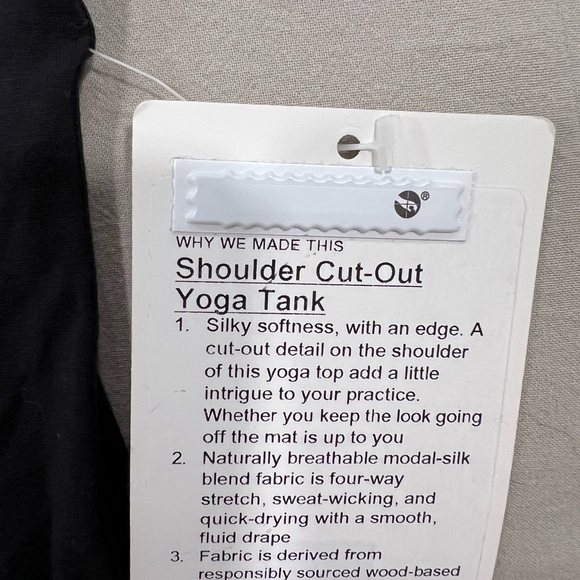 ®
WHY WE MADE THIS
Shoulder Cut-Out
Yoga Tank
1. Silky softness, with an edge. A
cut-out detail on the shoulder
of this yoga top add a little
intrigue to your practice.
Whether you keep the look going
off the mat is up to you
2. Naturally breathable modal-silk
blend fabric is four-way
stretch, sweat-wicking, and
quick-drying with a smooth,
fluid drape
3. Fabric is derived from
responsibly sourced wood-based